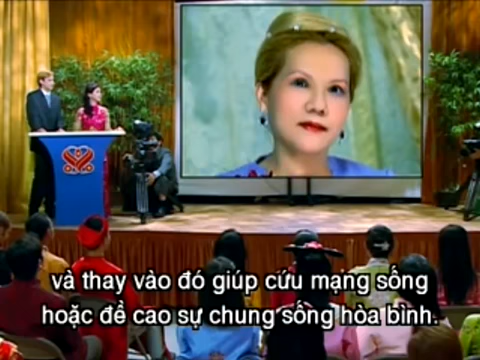 và thay vào đó giúp cứu mạng sống
hoặc đề cao sự chung sống hòa bình.